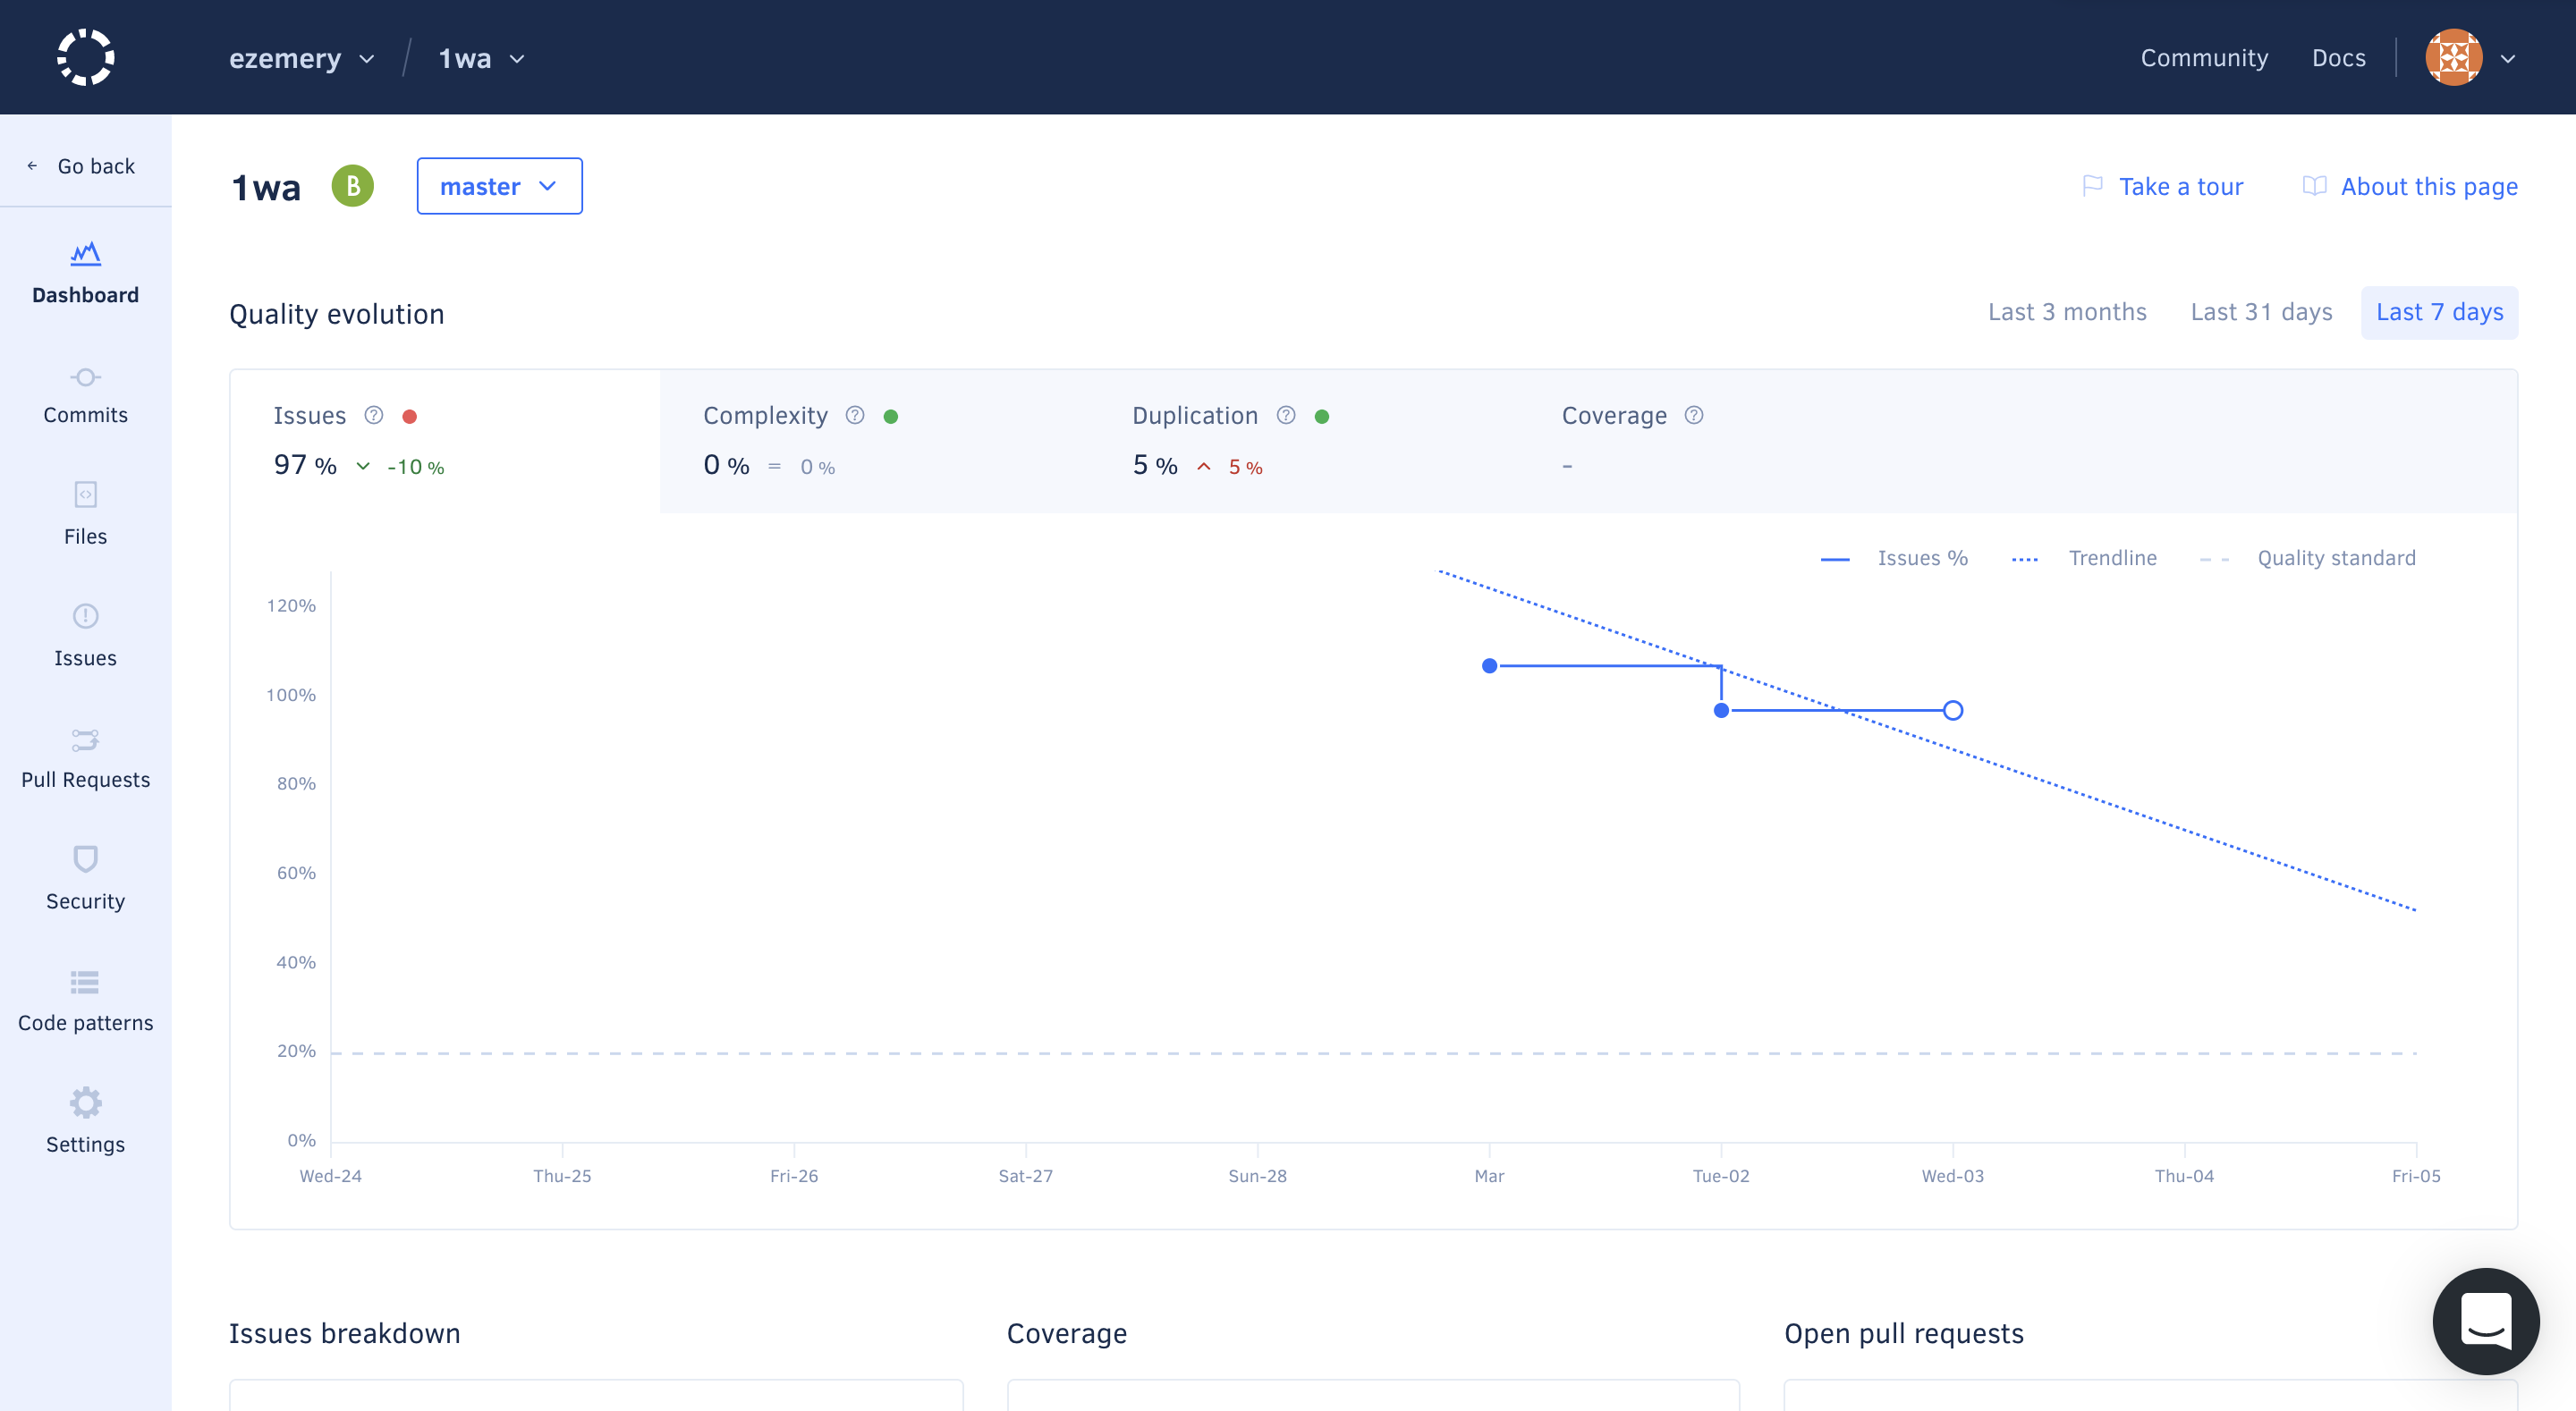 ezemery / 1wa
Community Docs
Go back
1wa B master
Take a tour About this page
Dashboard
Commits
Files
Issues
Pull Requests
Security
Code patterns
Settings
Quality evolution
Last 3 months Last 31 days Last 7 days
Issues ?
97 % -10 %
Complexity ?
0 % = 0 %
Duplication ?
5 % 5 %
Coverage ?
-
Issues % Trendline Quality standard
120%
100%
80%
60%
40%
20%
0%
Wed-24 Thu-25 Fri-26 Sat-27 Sun-28 Mar Tue-02 Wed-03 Thu-04 Fri-05
Issues breakdown
Coverage
Open pull requests